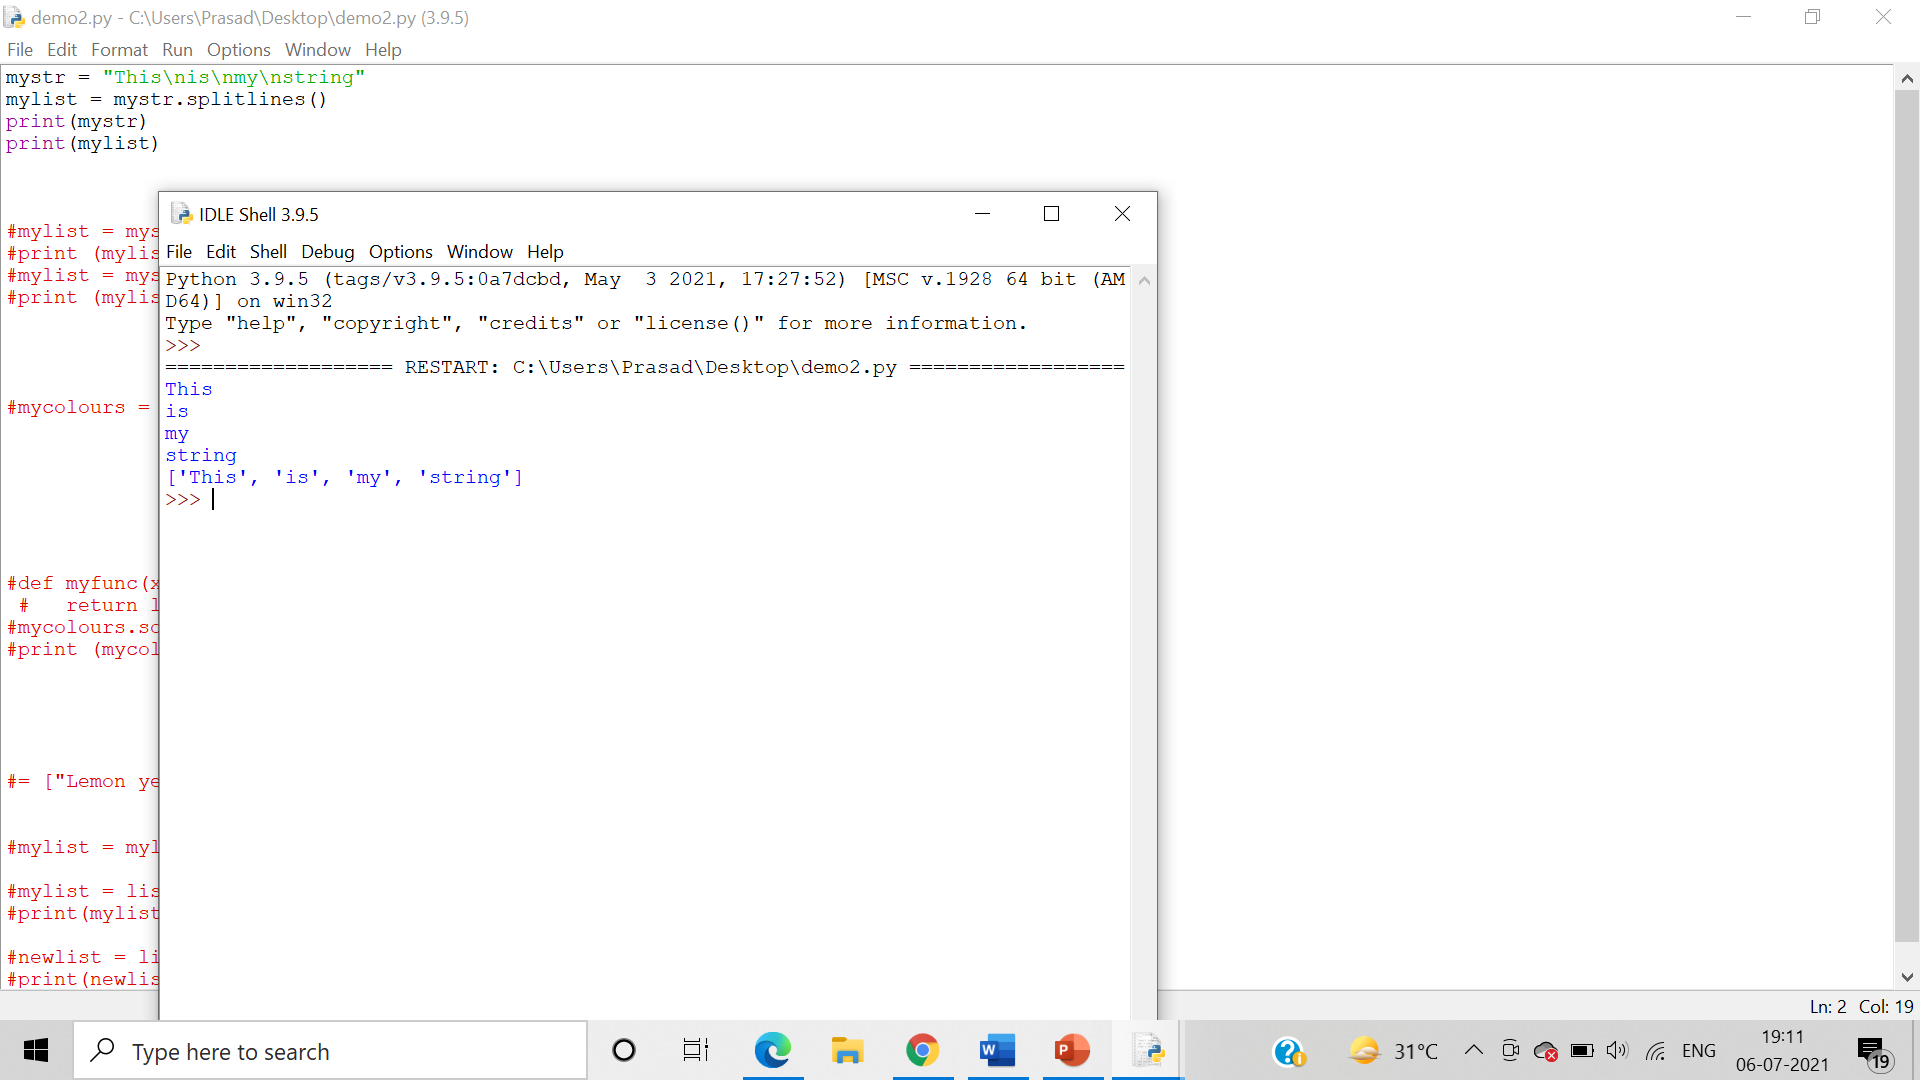 demo2.py - C:\Users\Prasad\Desktop\demo2.py (3.9.5)
File Edit Format Run Options Window Help
mystr = "This\nis\nmy\nstring"
mylist = mystr.splitlines()
print(mystr)
print(mylist)
#mylist = mys
#print (mylis
#mylist = mys
#print (mylis
#mycolours =
#def myfunc(x
#   return l
#mycolours.so
#print (mycol
#= ["Lemon ye
#mylist = myl
#mylist = lis
#print(mylist
#newlist = li
#print(newlis
IDLE Shell 3.9.5
File Edit Shell Debug Options Window Help
Python 3.9.5 (tags/v3.9.5:0a7dcbd, May  3 2021, 17:27:52) [MSC v.1928 64 bit (AM
D64)] on win32
Type "help", "copyright", "credits" or "license()" for more information.
>>>
=================== RESTART: C:\Users\Prasad\Desktop\demo2.py ==================
This
is
my
string
['This', 'is', 'my', 'string']
>>>
Ln: 2 Col: 19
Type here to search
31°C
ENG
19:11
06-07-2021
19